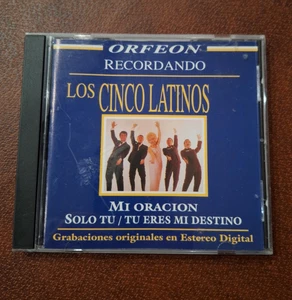 ORFEON
RECORDANDO
LOS CINCO LATINOS
MI ORACION
SOLO TU / TU ERES MI DESTINO
Grabaciones originales en Estereo Digital